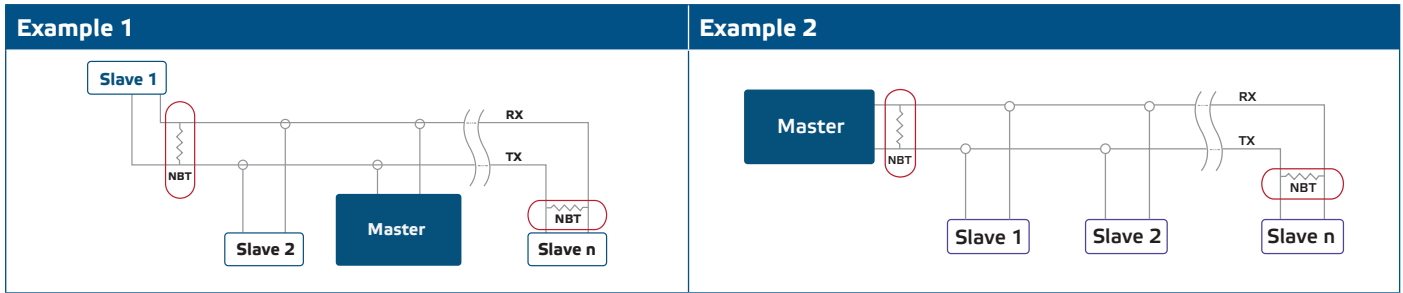 Example 1
Slave 1
RX
TX
NBT
NBT
Master
Slave 2
Slave n
Example 2
Master
RX
TX
NBT
NBT
Slave 1
Slave 2
Slave n